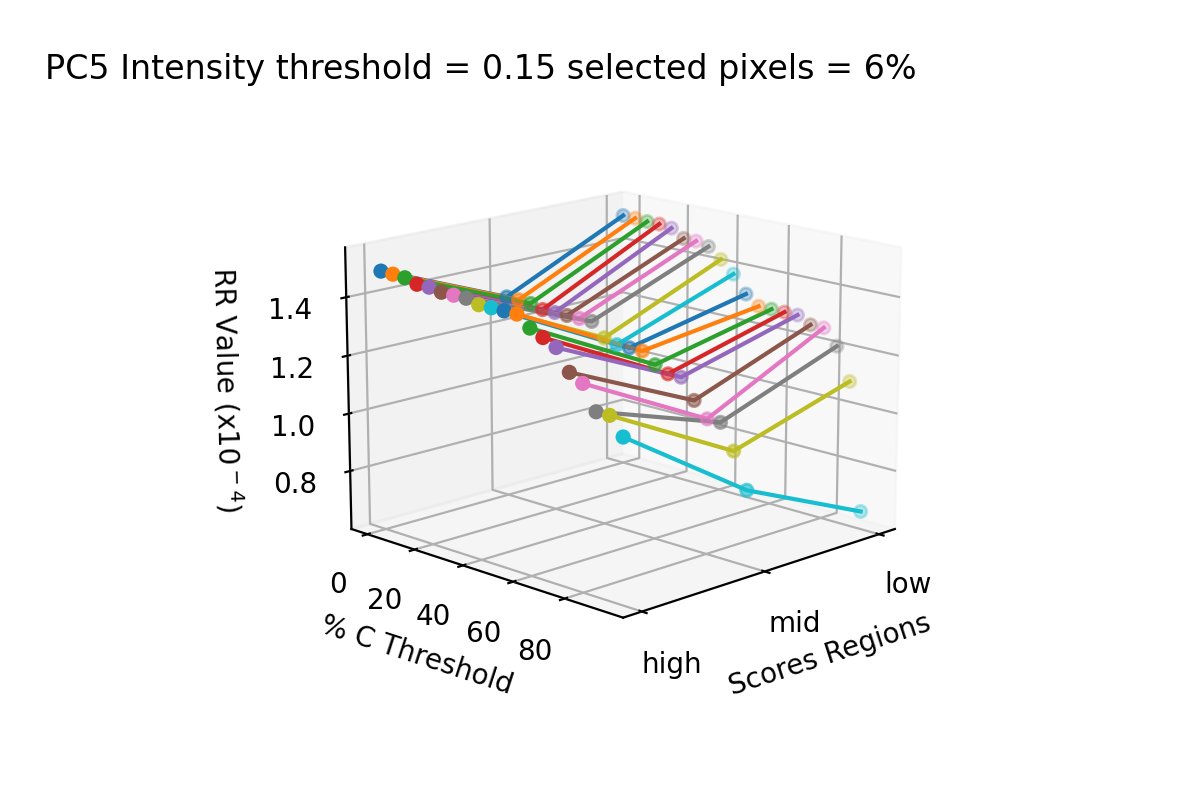 PC5 Intensity threshold = 0.15 selected pixels = 6%
RR Value (x10⁻⁴)
1.4
1.2
1.0
0.8
0
20
40
60
80
% C Threshold
high
mid
low
Scores Regions